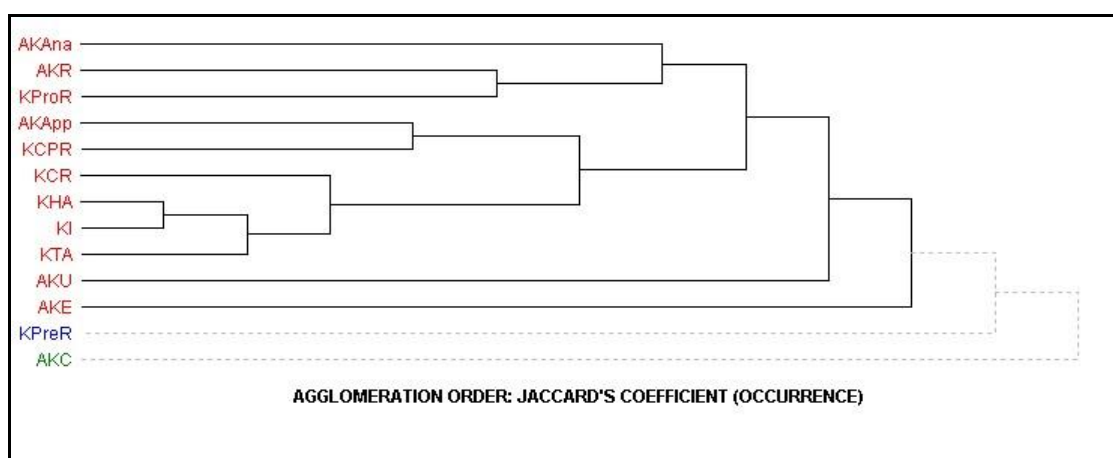 AKAna
AKR
KProR
AKApp
KCPR
KCR
KHA
KI
KTA
AKU
AKE
KPreR
AKC
AGGLOMERATION ORDER: JACCARD'S COEFFICIENT (OCCURRENCE)